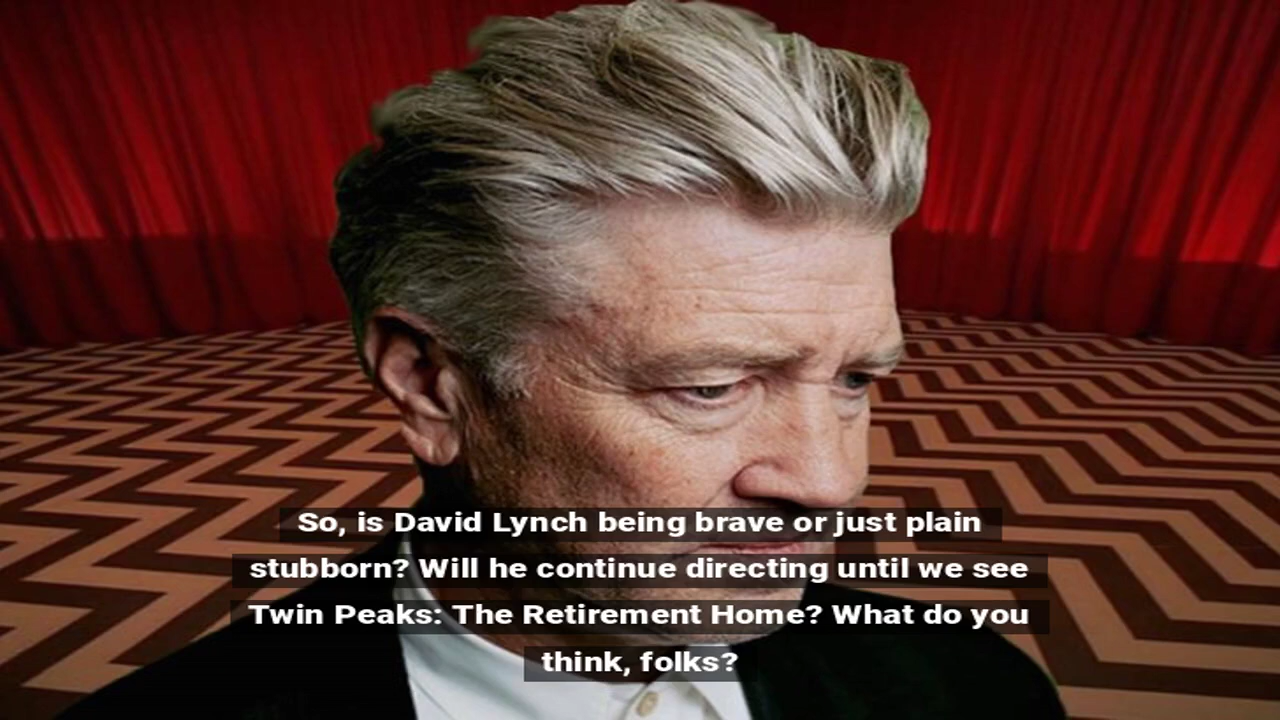 So, is David Lynch being brave or just plain
stubborn? Will he continue directing until we see
Twin Peaks: The Retirement Home? What do you
think, folks?